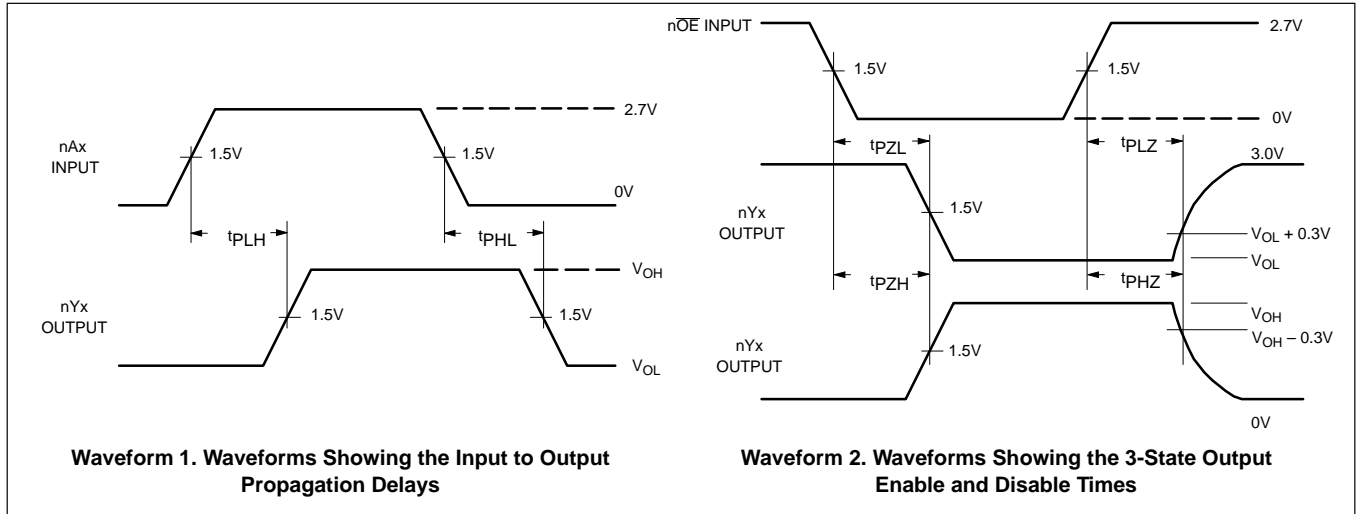 2.7V
1.5V
1.5V
nAx
INPUT
0V
tPLH
tPHL
VOH
nYx
OUTPUT
1.5V
1.5V
VOL
Waveform 1. Waveforms Showing the Input to Output
Propagation Delays
nO̅E̅ INPUT
2.7V
1.5V
1.5V
0V
tPZL
tPLZ
3.0V
nYx
OUTPUT
1.5V
VOL + 0.3V
VOL
tPZH
tPHZ
VOH
VOH – 0.3V
nYx
OUTPUT
1.5V
0V
Waveform 2. Waveforms Showing the 3-State Output
Enable and Disable Times